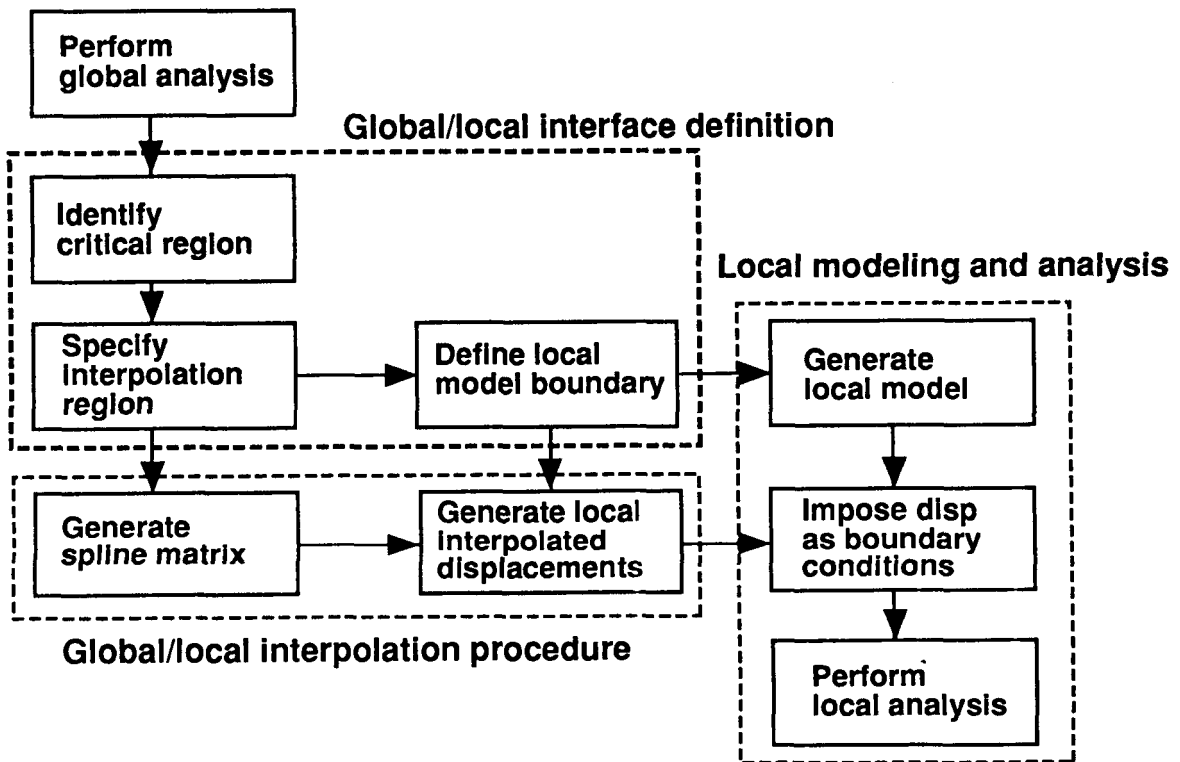 Perform
global analysis
Global/local interface definition
Identify
critical region
Specify
interpolation
region
Define local
model boundary
Local modeling and analysis
Generate
local model
Generate
spline matrix
Generate local
interpolated
displacements
Impose disp
as boundary
conditions
Global/local interpolation procedure
Perform
local analysis